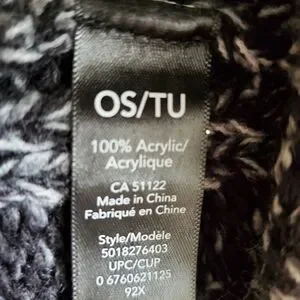 OS/TU
100% Acrylic/
Acrylique
CA 51122
Made in China
Fabriqué en Chine
Style/Modèle
5018276403
UPC/CUP
0 6760621125
92X